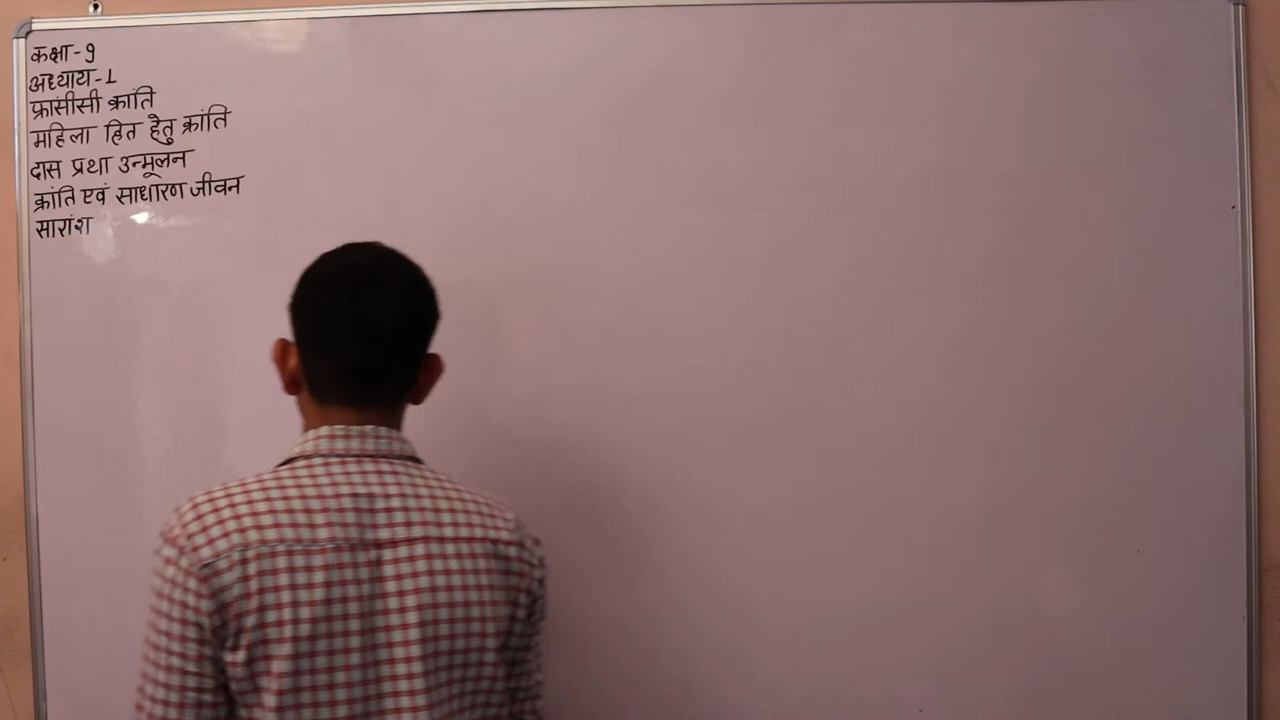 कक्षा-9
अध्याय-1
फ्रांसीसी क्रांति
महिला हित हेतु क्रांति
दास प्रथा उन्मूलन
क्रांति एवं साधारण जीवन
सारांश